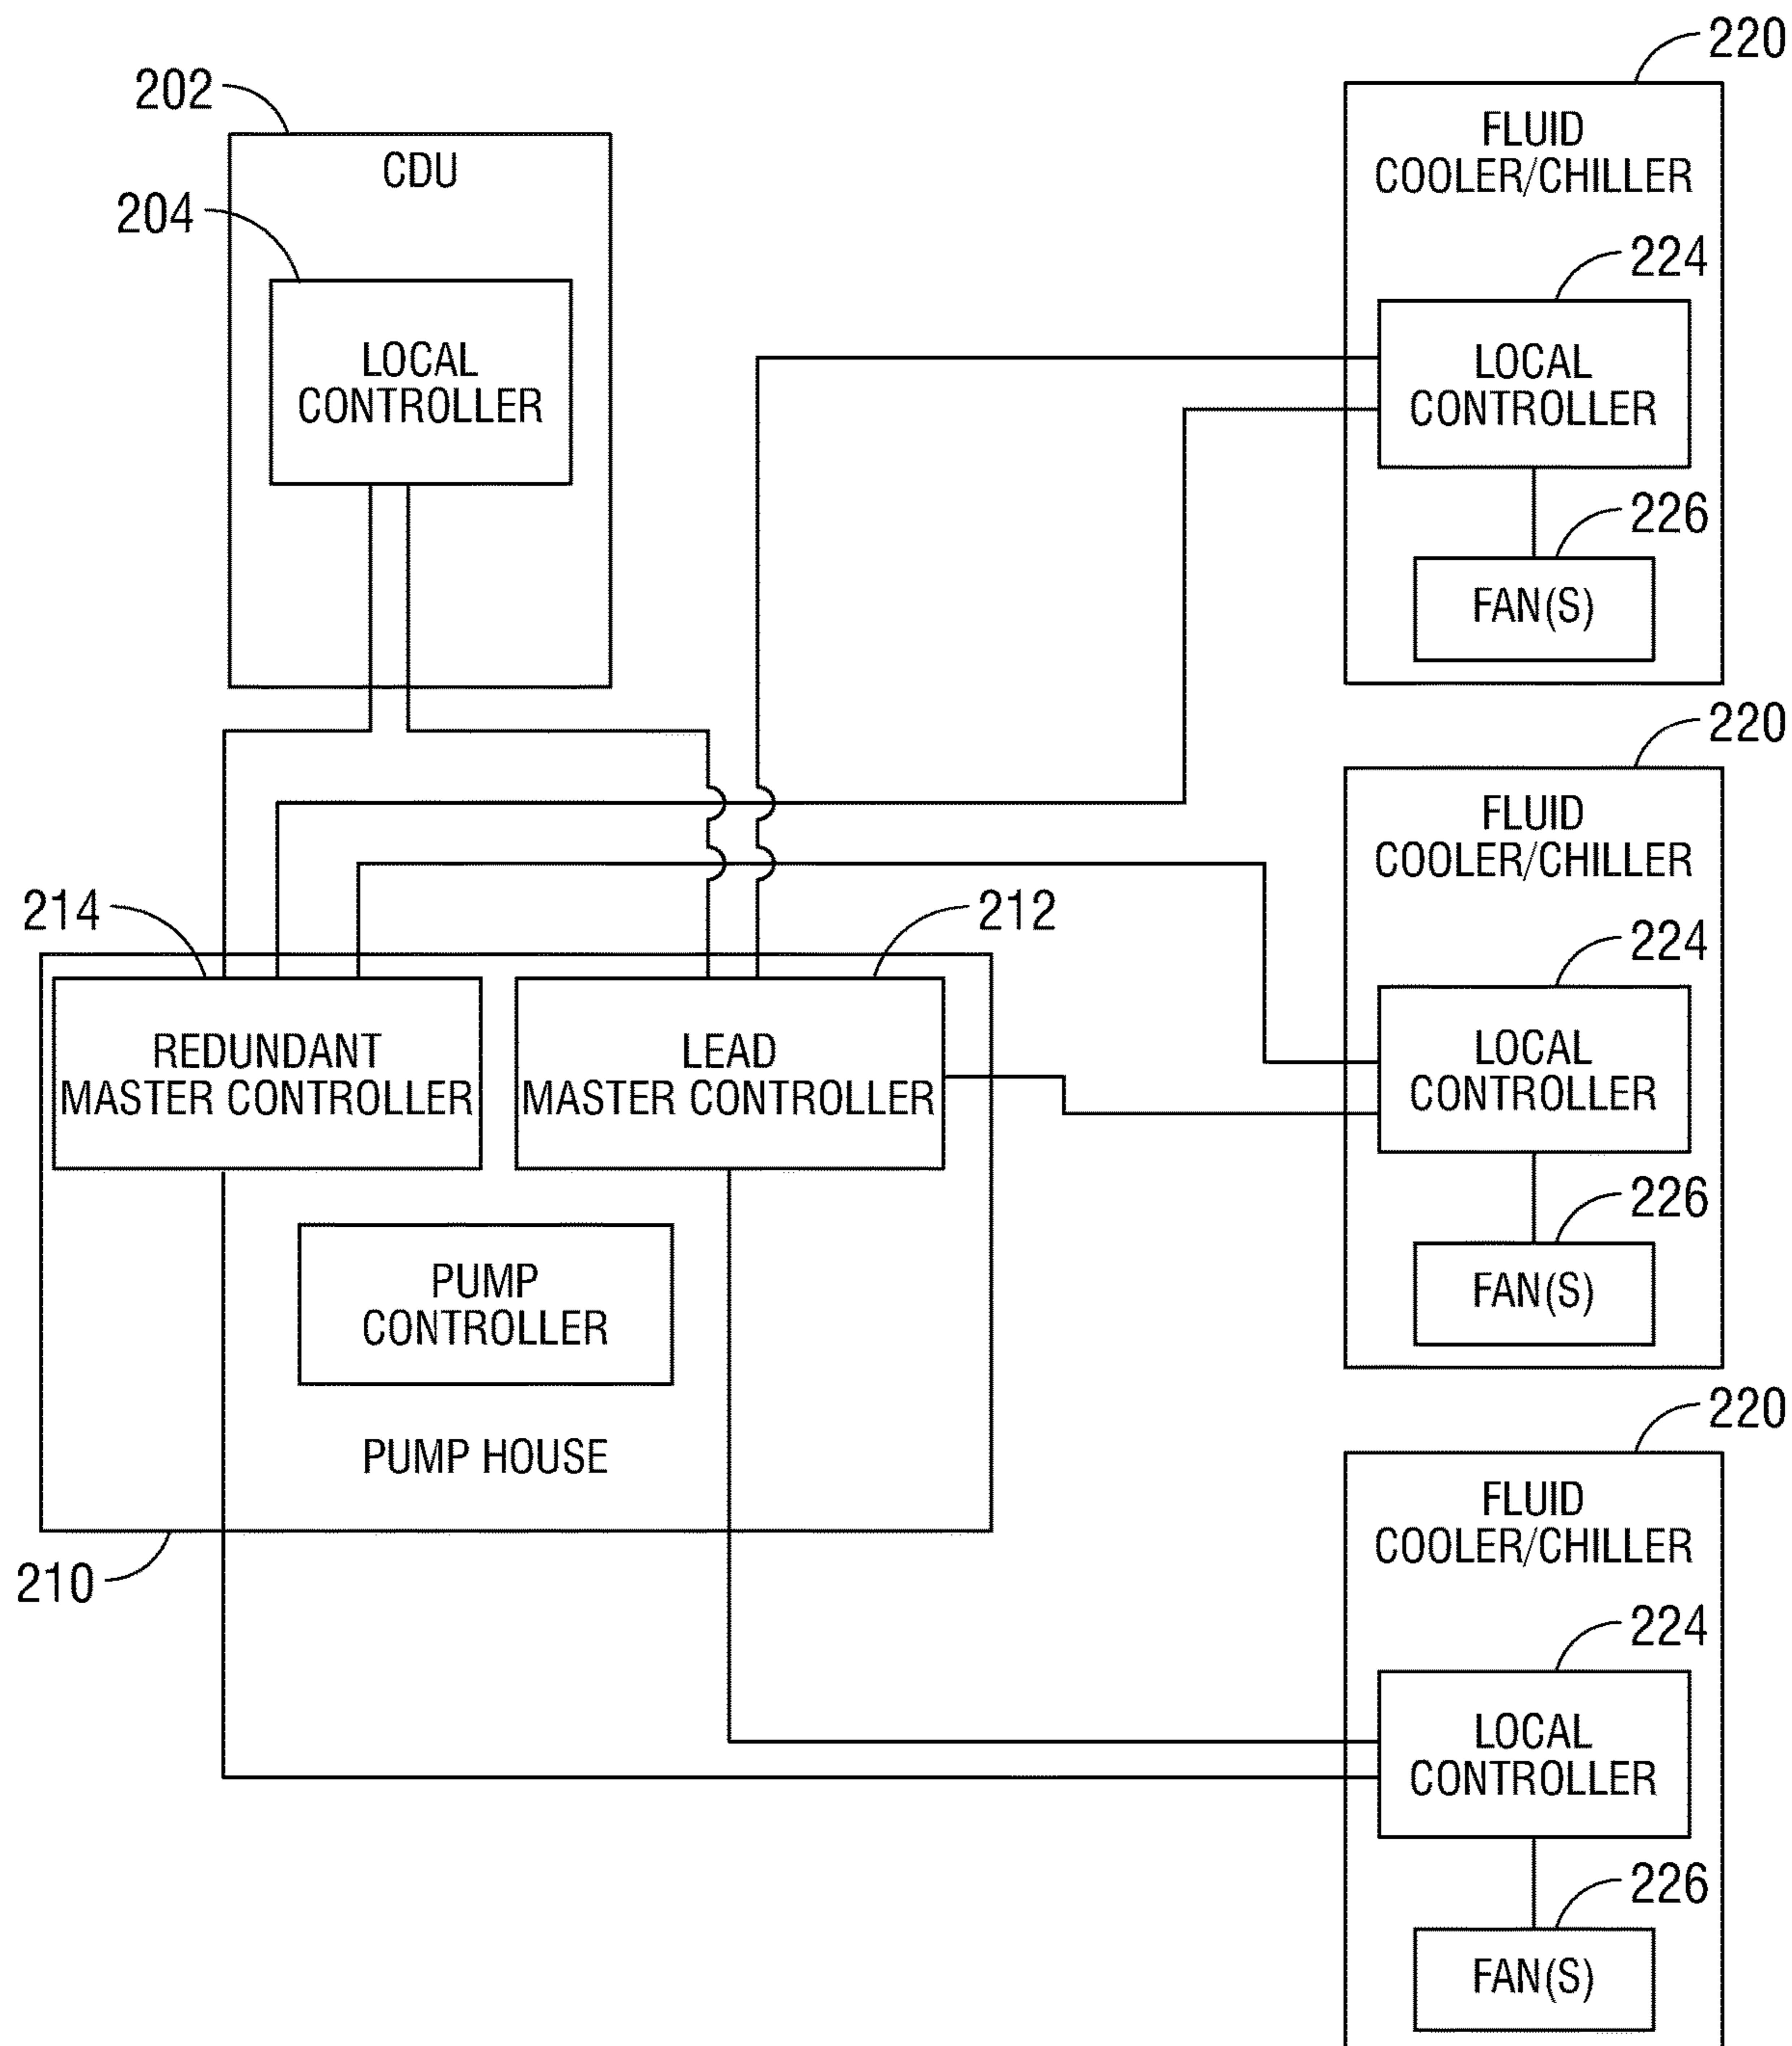 220
202
FLUID
COOLER/CHILLER
CDU
204
224
LOCAL
CONTROLLER
LOCAL
CONTROLLER
226
FAN(S)
220
FLUID
COOLER/CHILLER
214
212
224
REDUNDANT
MASTER CONTROLLER
LEAD
MASTER CONTROLLER
LOCAL
CONTROLLER
226
PUMP
CONTROLLER
FAN(S)
220
PUMP HOUSE
FLUID
COOLER/CHILLER
210
224
LOCAL
CONTROLLER
226
FAN(S)